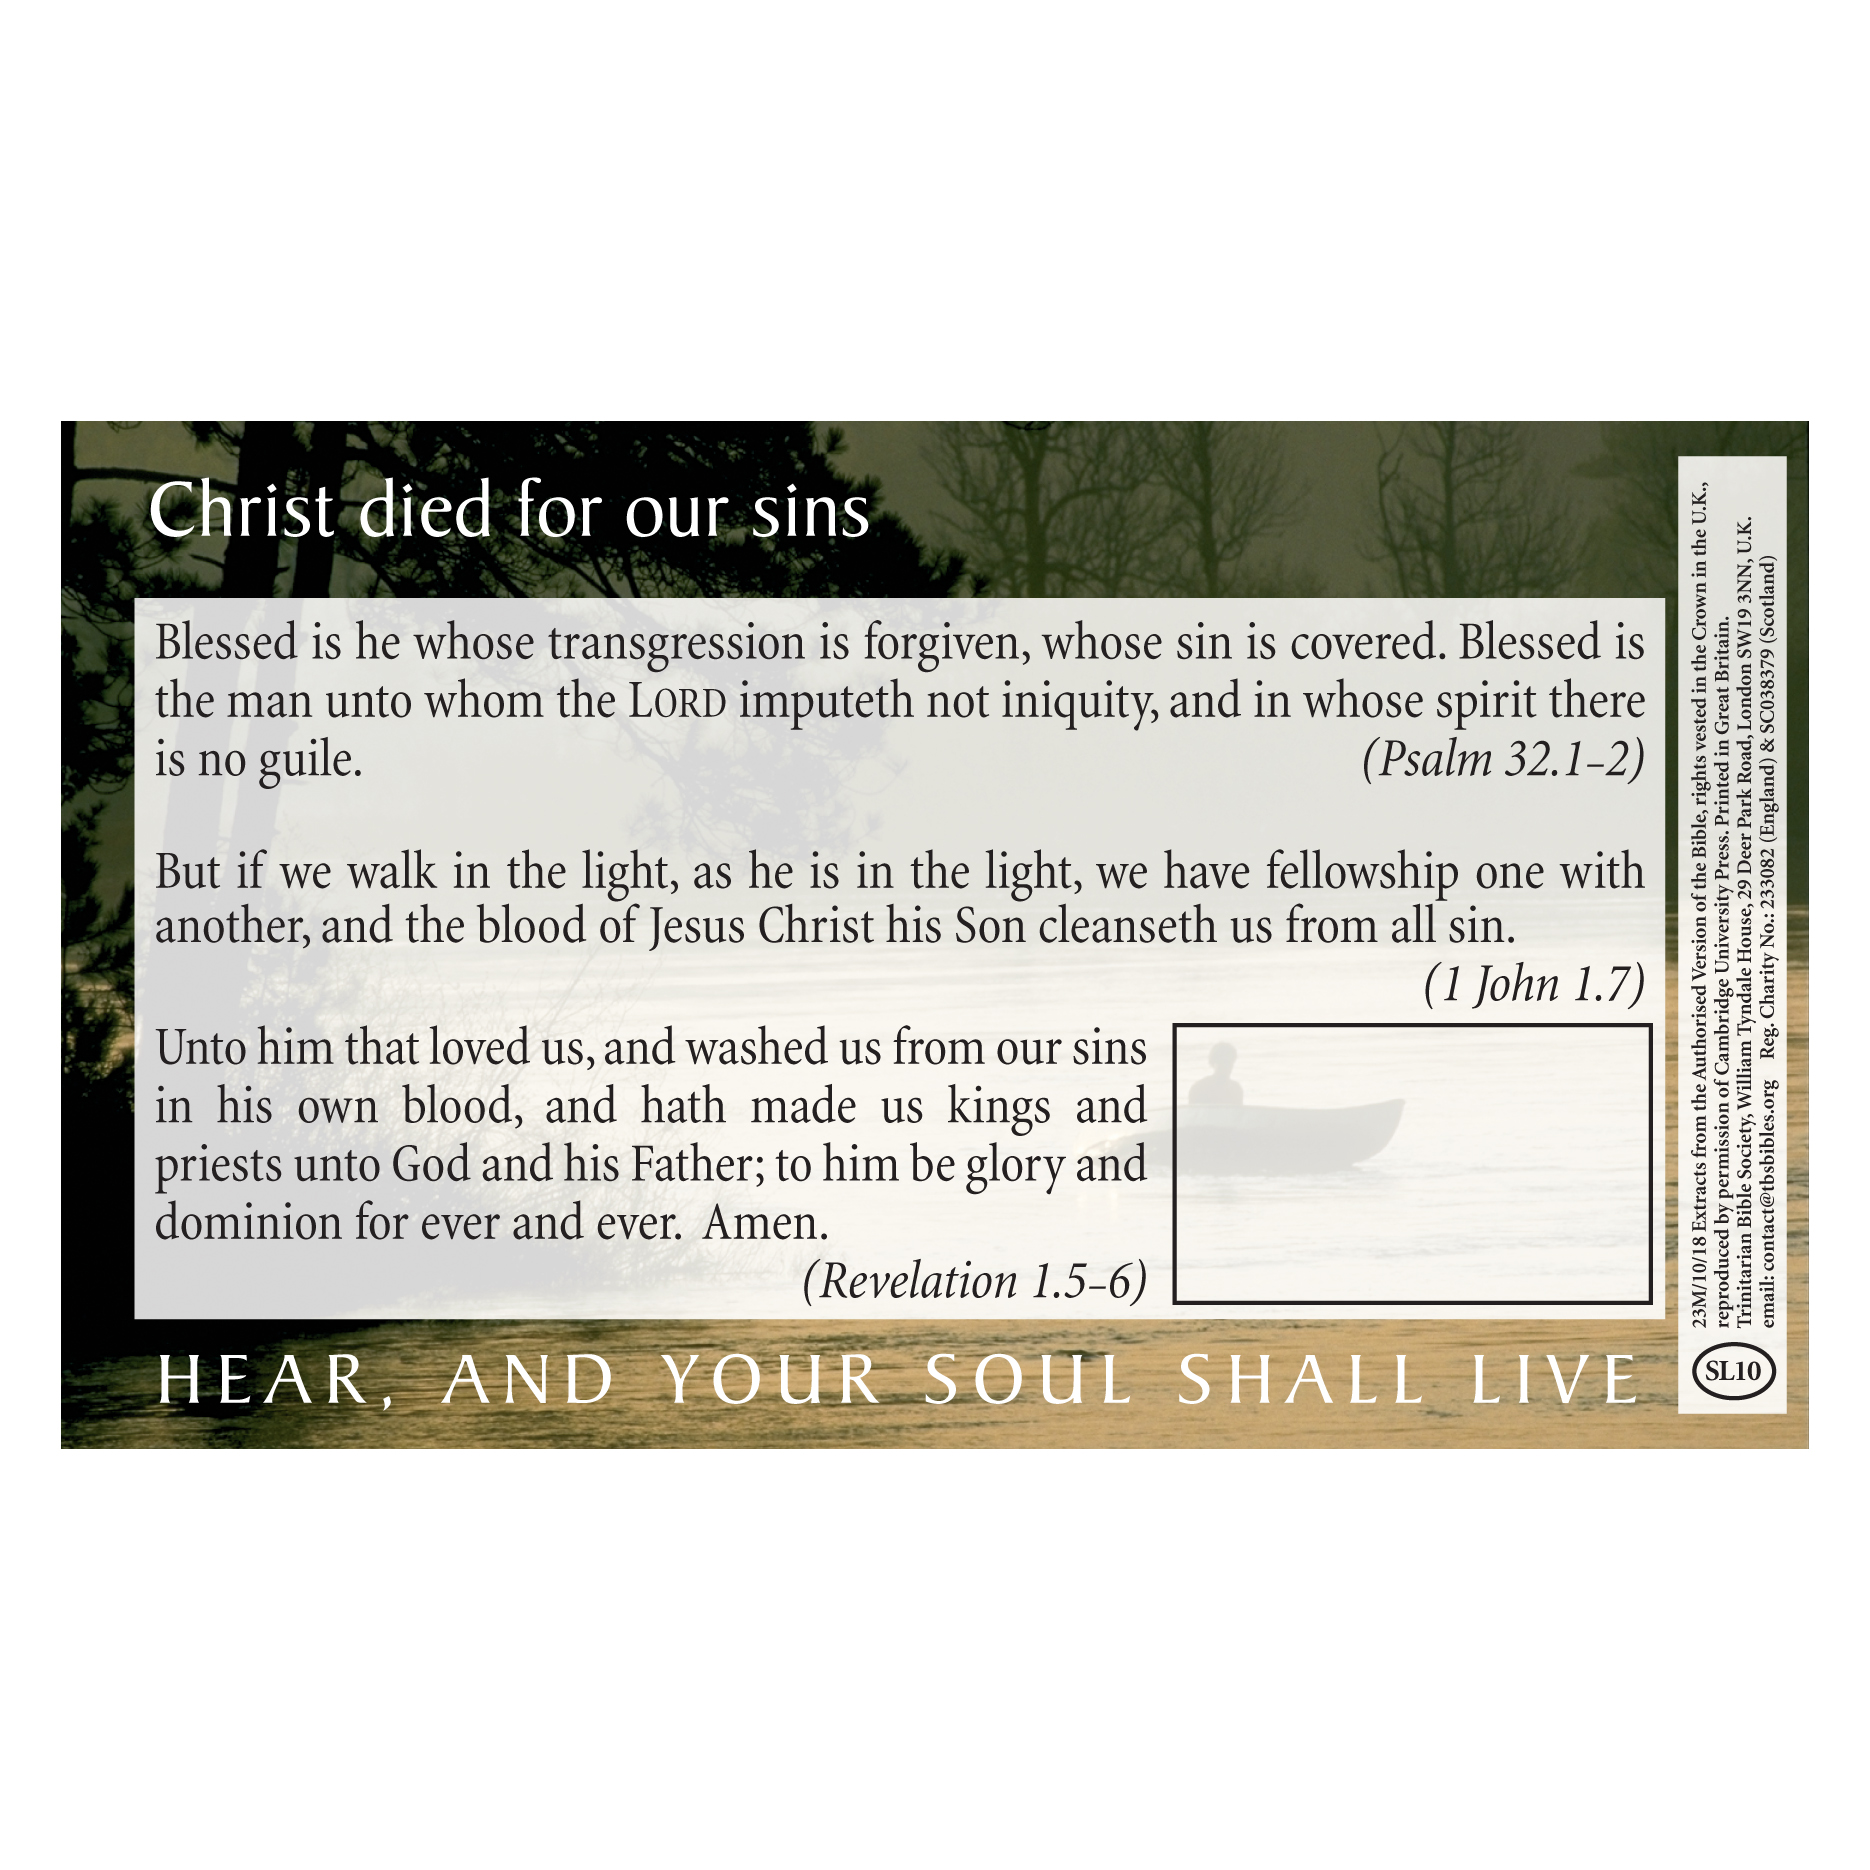 Christ died for our sins
Blessed is he whose transgression is forgiven, whose sin is covered. Blessed is
the man unto whom the LORD imputeth not iniquity, and in whose spirit there
is no guile. (Psalm 32.1–2)
But if we walk in the light, as he is in the light, we have fellowship one with
another, and the blood of Jesus Christ his Son cleanseth us from all sin.
(1 John 1.7)
Unto him that loved us, and washed us from our sins
in his own blood, and hath made us kings and
priests unto God and his Father; to him be glory and
dominion for ever and ever. Amen.
(Revelation 1.5–6)
HEAR, AND YOUR SOUL SHALL LIVE
23M/10/18 Extracts from the Authorised Version of the Bible, rights vested in the Crown in the U.K.,
reproduced by permission of Cambridge University Press. Printed in Great Britain.
Trinitarian Bible Society, William Tyndale House, 29 Deer Park Road, London SW19 3NN, U.K.
email: contact@tbsbibles.org Reg. Charity No.: 233082 (England) & SC038379 (Scotland)
SL10